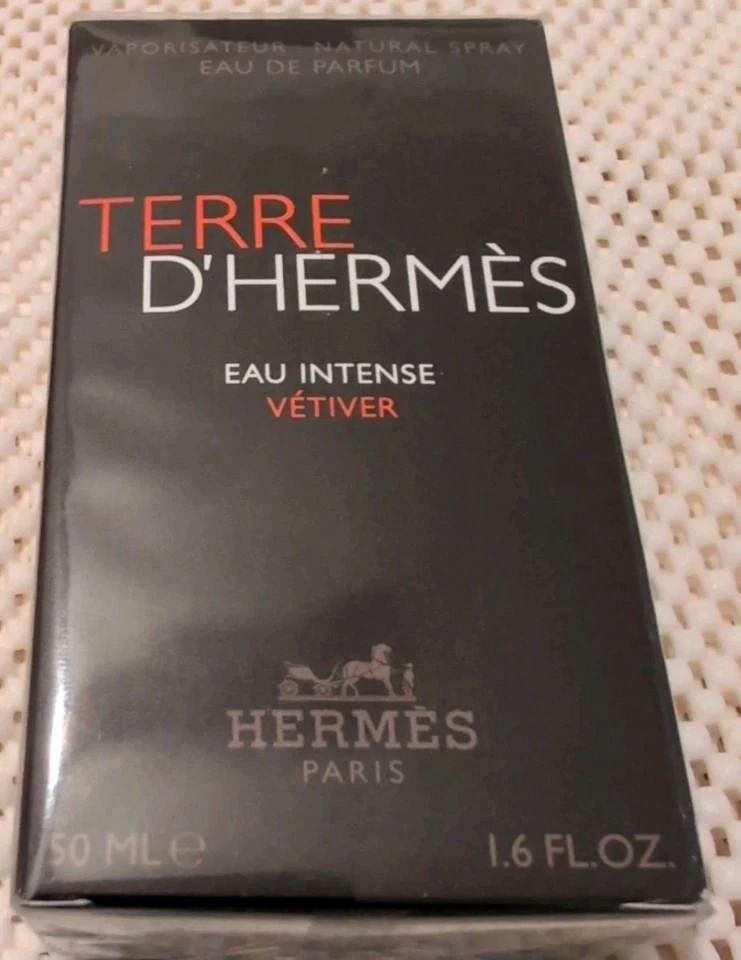 VAPORISATEUR . NATURAL SPRAY
EAU DE PARFUM
TERRE
D'HERMÈS
EAU INTENSE
VÉTIVER
HERMÈS
PARIS
50 ML ℮ 1.6 FL.OZ.